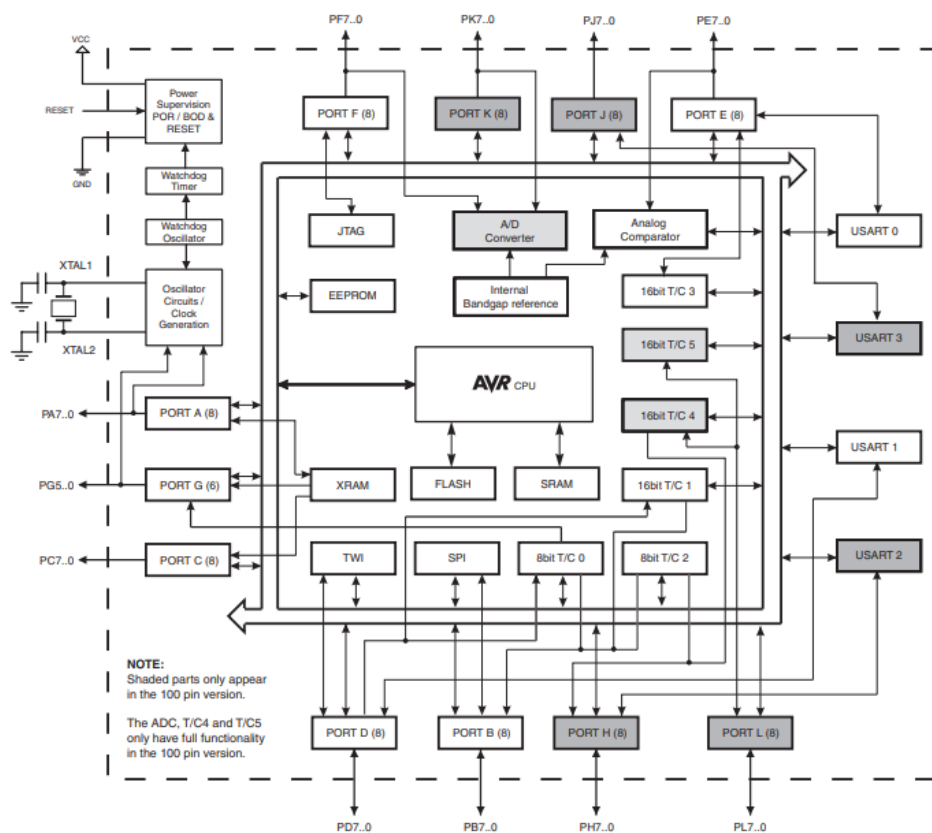 PF7..0
PK7..0
PJ7..0
PE7..0
VCC
RESET
GND
Power
Supervision
POR / BOD &
RESET
PORT F (8)
PORT K (8)
PORT J (8)
PORT E (8)
Watchdog
Timer
Watchdog
Oscillator
JTAG
A/D
Converter
Analog
Comparator
USART 0
XTAL1
XTAL2
Oscillator
Circuits /
Clock
Generation
EEPROM
Internal
Bandgap reference
16bit T/C 3
16bit T/C 5
USART 3
AVR CPU
PA7..0
PORT A (8)
16bit T/C 4
USART 1
PG5..0
PORT G (6)
XRAM
FLASH
SRAM
16bit T/C 1
PC7..0
PORT C (8)
TWI
SPI
8bit T/C 0
8bit T/C 2
USART 2
NOTE:
Shaded parts only appear
in the 100 pin version.
The ADC, T/C4 and T/C5
only have full functionality
in the 100 pin version.
PORT D (8)
PORT B (8)
PORT H (8)
PORT L (8)
PD7..0
PB7..0
PH7..0
PL7..0